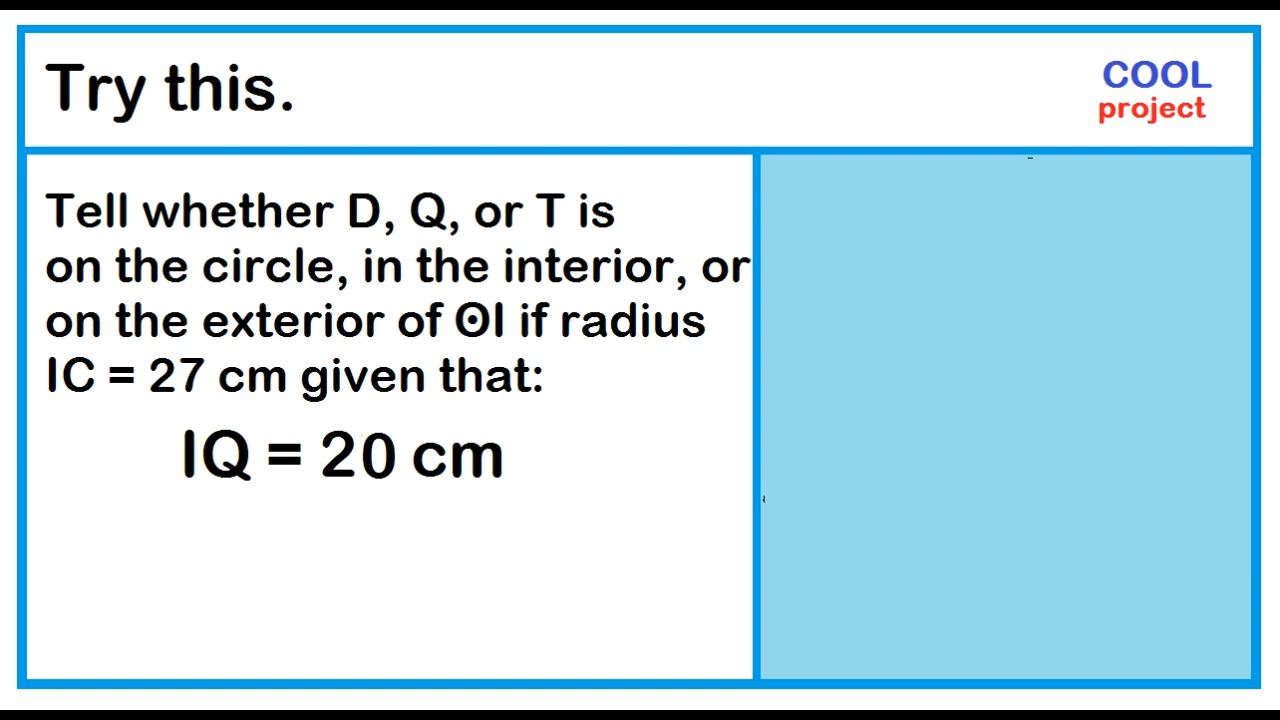 Try this.
COOL
project
Tell whether D, Q, or T is
on the circle, in the interior, or
on the exterior of ⊙I if radius
IC = 27 cm given that:
IQ = 20 cm